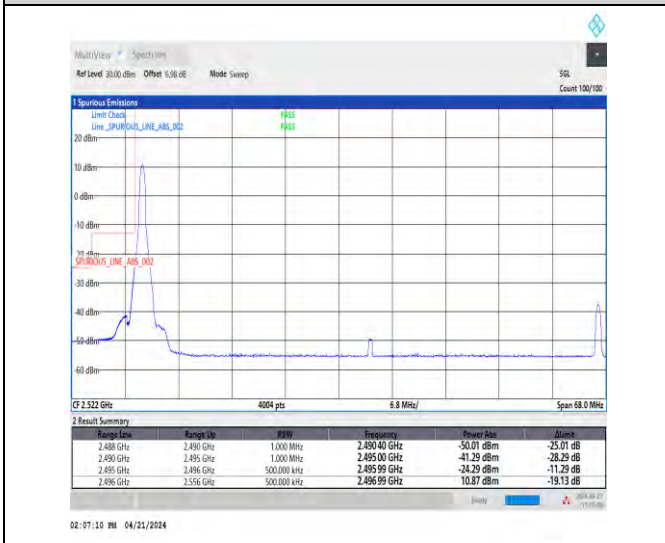 MultiView Spectrum
Ref Level 30.00 dBm Offset 6.98 dB Mode Sweep SGL
Count 100/100
1 Spurious Emissions
Limit Check PASS
Line _SPURIOUS_LINE_ABS_002 PASS
20 dBm
10 dBm
0 dBm
-10 dBm
-20 dBm
SPURIOUS_LINE_ABS_002
-30 dBm
-40 dBm
-50 dBm
-60 dBm
CF 2.522 GHz 4004 pts 6.8 MHz/ Span 68.0 MHz
2 Result Summary
Range Low Range Up RBW Frequency Power Abs ΔLimit
2.488 GHz 2.490 GHz 1.000 MHz 2.490 40 GHz -50.01 dBm -25.01 dB
2.490 GHz 2.495 GHz 1.000 MHz 2.495 00 GHz -41.29 dBm -28.29 dB
2.495 GHz 2.496 GHz 500.000 kHz 2.495 99 GHz -24.29 dBm -11.29 dB
2.496 GHz 2.556 GHz 500.000 kHz 2.496 99 GHz 10.87 dBm -19.13 dB
Ready
02:07:10 PM 04/21/2024